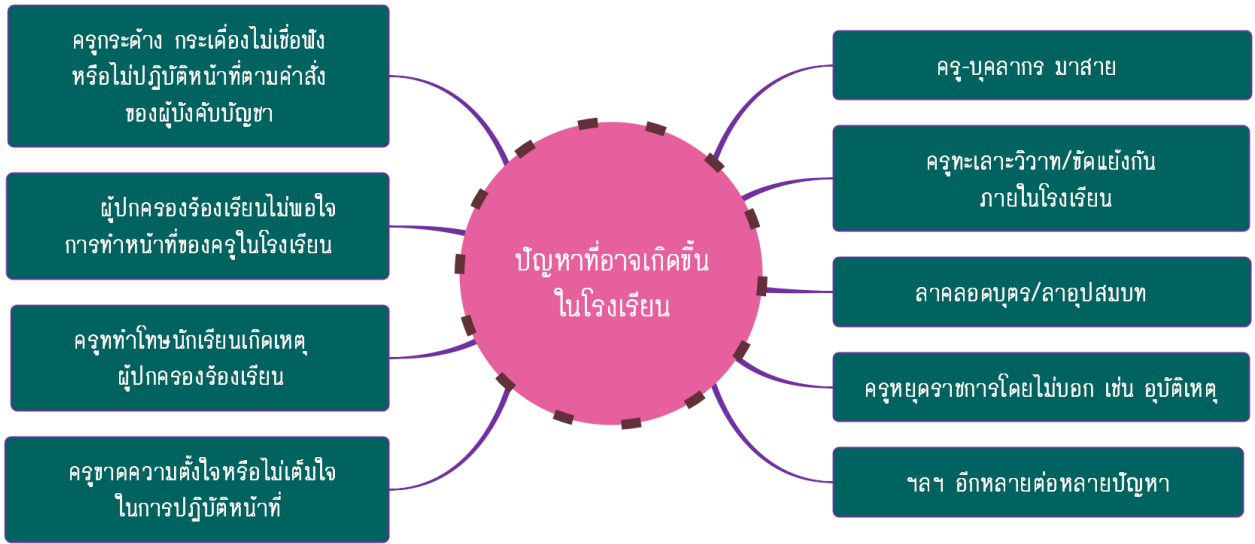 ครูกระด้าง กระเดื่องไม่เชื่อฟัง
หรือไม่ปฏิบัติหน้าที่ตามคำสั่ง
ของผู้บังคับบัญชา
ผู้ปกครองร้องเรียนไม่พอใจ
การทำหน้าที่ของครูในโรงเรียน
ครูททำโทษนักเรียนเกิดเหตุ
ผู้ปกครองร้องเรียน
ครูขาดความตั้งใจหรือไม่เต็มใจ
ในการปฏิบัติหน้าที่
ปัญหาที่อาจเกิดขึ้น
ในโรงเรียน
ครู-บุคลากร มาสาย
ครูทะเลาะวิวาท/ขัดแย้งกัน
ภายในโรงเรียน
ลาคลอดบุตร/ลาอุปสมบท
ครูหยุดราชการโดยไม่บอก เช่น อุบัติเหตุ
ฯลฯ อีกหลายต่อหลายปัญหา